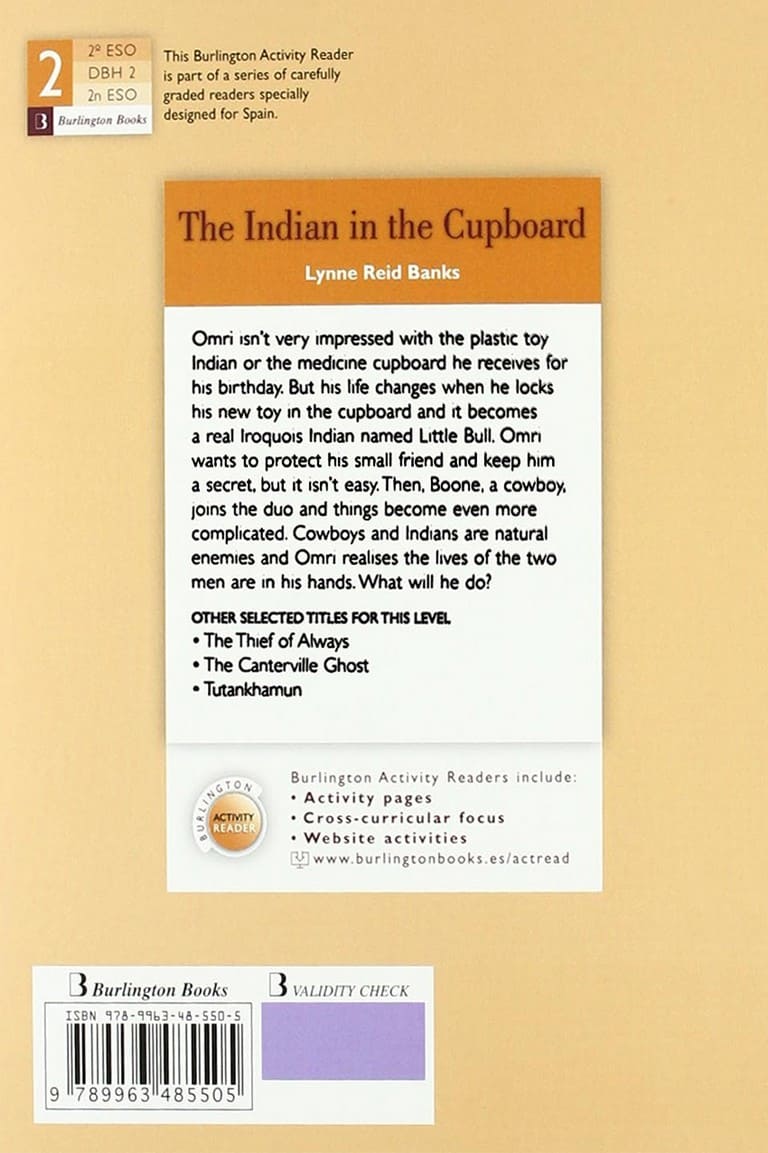 2
2º ESO
DBH 2
2n ESO
B Burlington Books
This Burlington Activity Reader
is part of a series of carefully
graded readers specially
designed for Spain.
The Indian in the Cupboard
Lynne Reid Banks
Omri isn't very impressed with the plastic toy
Indian or the medicine cupboard he receives for
his birthday. But his life changes when he locks
his new toy in the cupboard and it becomes
a real Iroquois Indian named Little Bull. Omri
wants to protect his small friend and keep him
a secret, but it isn't easy. Then, Boone, a cowboy,
joins the duo and things become even more
complicated. Cowboys and Indians are natural
enemies and Omri realises the lives of the two
men are in his hands. What will he do?
OTHER SELECTED TITLES FOR THIS LEVEL
• The Thief of Always
• The Canterville Ghost
• Tutankhamun
BURLINGTON
ACTIVITY
READER
Burlington Activity Readers include:
• Activity pages
• Cross-curricular focus
• Website activities
www.burlingtonbooks.es/actread
B Burlington Books
B VALIDITY CHECK
ISBN 978-9963-48-550-5
9 789963 485505